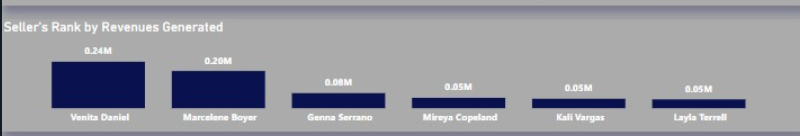 Seller's Rank by Revenues Generated
0.24M
0.20M
0.08M
0.05M
0.05M
0.05M
Venita Daniel
Marcelene Boyer
Genna Serrano
Mireya Copeland
Kali Vargas
Layla Terrell